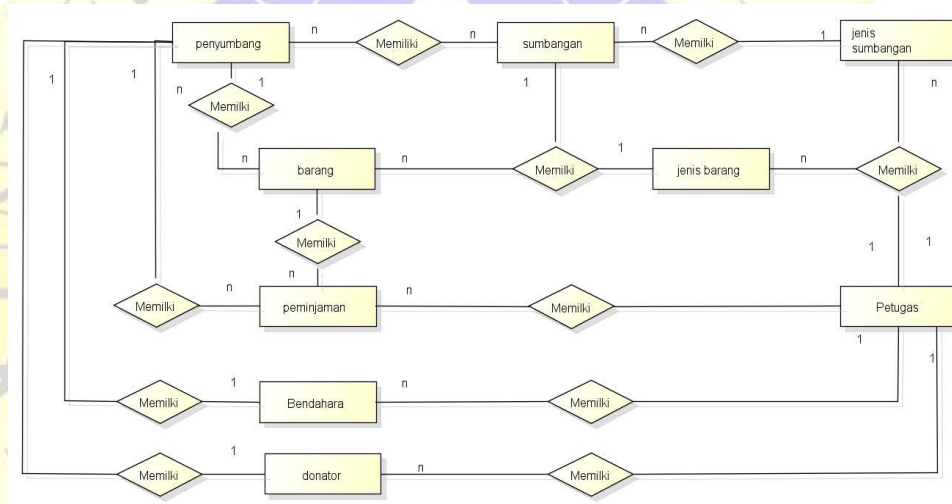 penyumbang
n
Memiliki
n
sumbangan
n
Memilki
1
jenis
sumbangan
1
1
n
1
Memilki
1
n
n
barang
n
Memilki
1
jenis barang
n
Memilki
1
Memilki
n
1
1
Memilki
n
peminjaman
n
Memilki
Petugas
1
1
Memilki
1
Bendahara
n
Memilki
Memilki
1
donator
n
Memilki